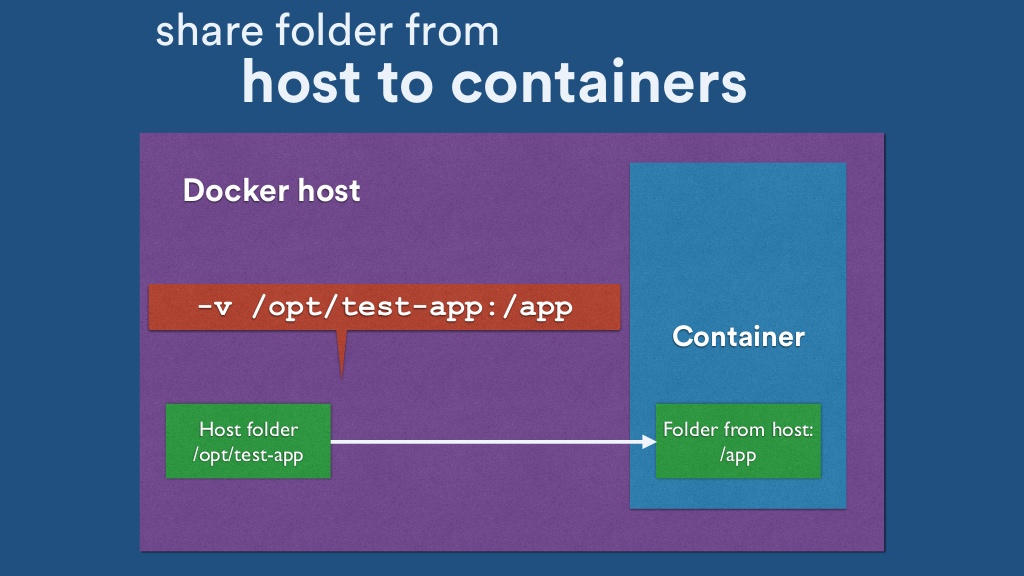 share folder from
host to containers
Docker host
-v /opt/test-app:/app
Container
Host folder
/opt/test-app
Folder from host:
/app